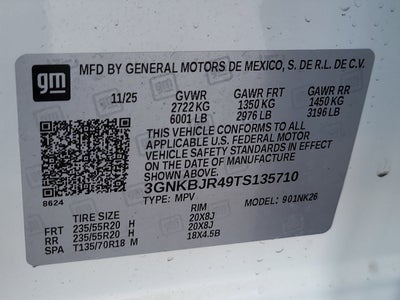 gm
MFD BY GENERAL MOTORS DE MEXICO, S. DE R.L. DE C.V.
11/25 GVWR GAWR FRT GAWR RR
2722 KG 1350 KG 1450 KG
6001 LB 2976 LB 3196 LB
THIS VEHICLE CONFORMS TO ALL
APPLICABLE U.S. FEDERAL MOTOR
VEHICLE SAFETY AND THEFT PREVENTION
STANDARDS IN EFFECT ON THE DATE OF
MANUFACTURE SHOWN ABOVE.
3GNKBJR49TS135710
8624
TYPE: MPV MODEL: 901NK26
TIRE SIZE RIM
FRT 235/55R20 H 20X8J
RR 235/55R20 H 20X8J
SPA T135/70R18 M 18X4.5B